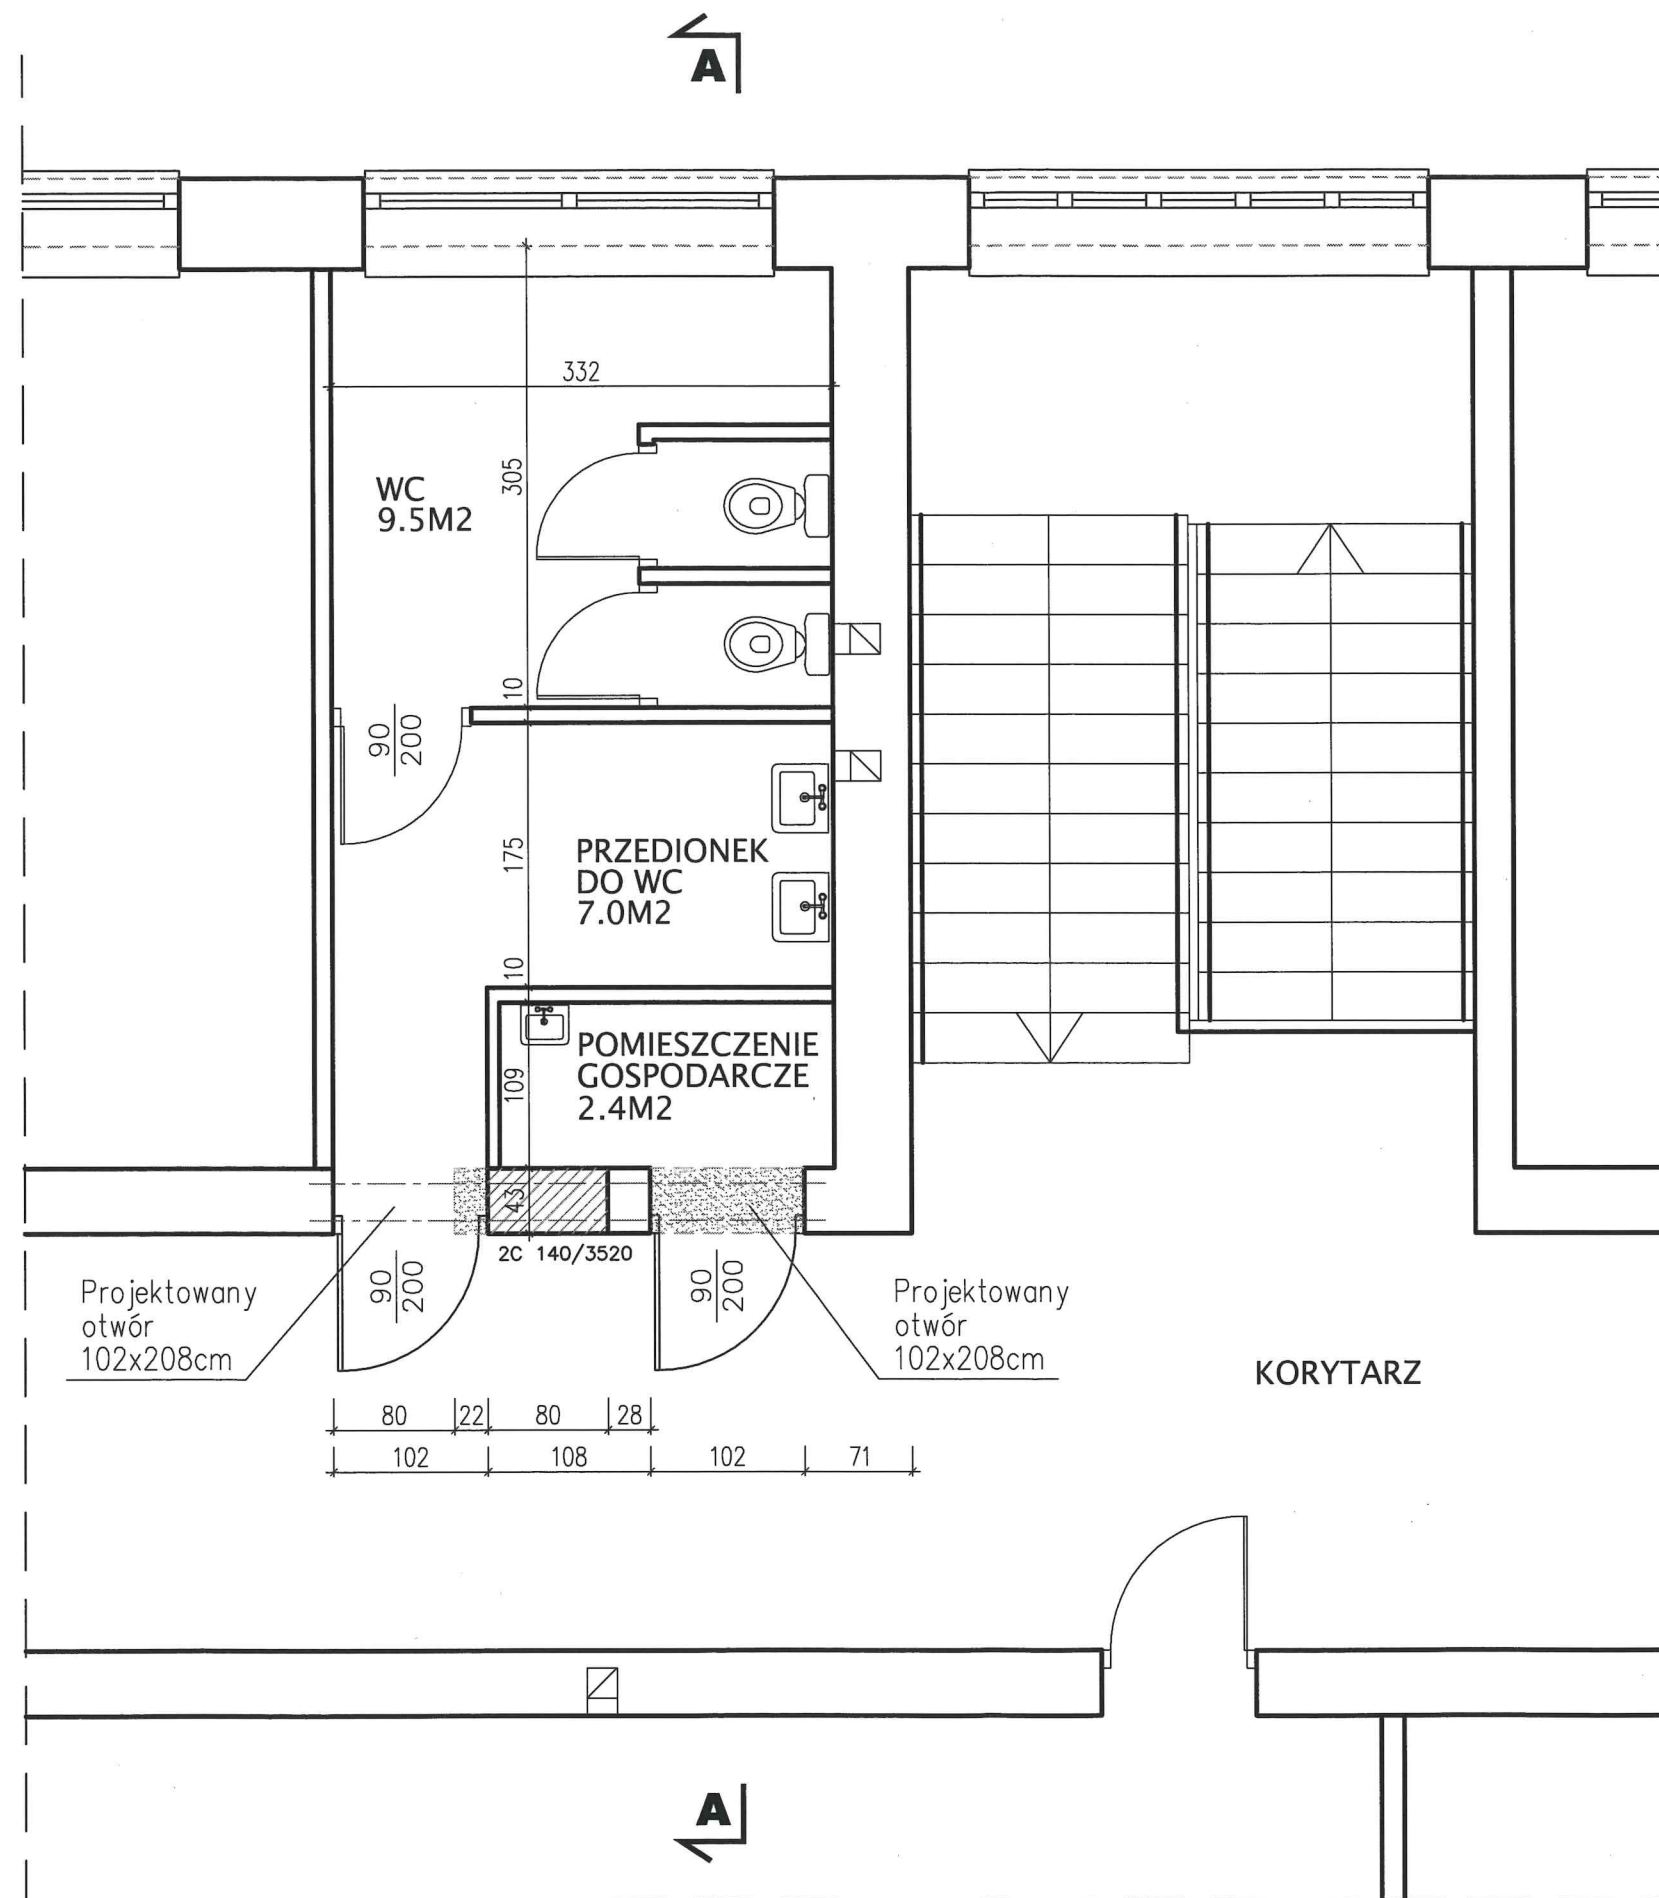 A
332
305
WC
9.5M2
10
90
200
175
PRZEDIONEK
DO WC
7.0M2
10
109
POMIESZCZENIE
GOSPODARCZE
2.4M2
43
2C 140/3520
90
200
90
200
Projektowany
otwór
102x208cm
Projektowany
otwór
102x208cm
KORYTARZ
80 22 80 28
102 108 102 71
A